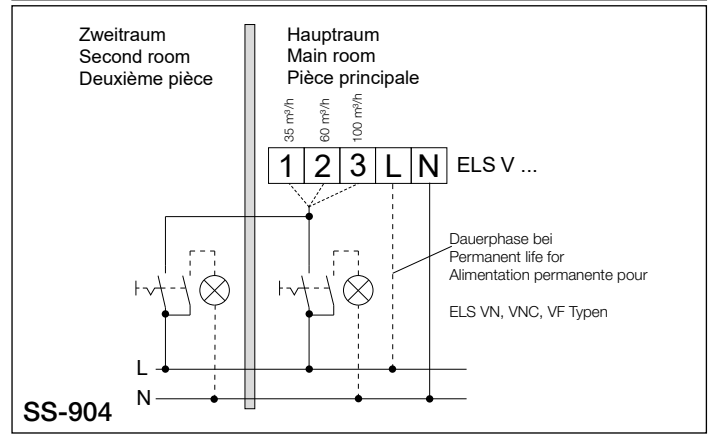 Zweitraum
Second room
Deuxième pièce
Hauptraum
Main room
Pièce principale
35 m³/h
60 m³/h
100 m³/h
1 2 3 L N ELS V ...
Dauerphase bei
Permanent life for
Alimentation permanente pour
ELS VN, VNC, VF Typen
L
N
SS-904